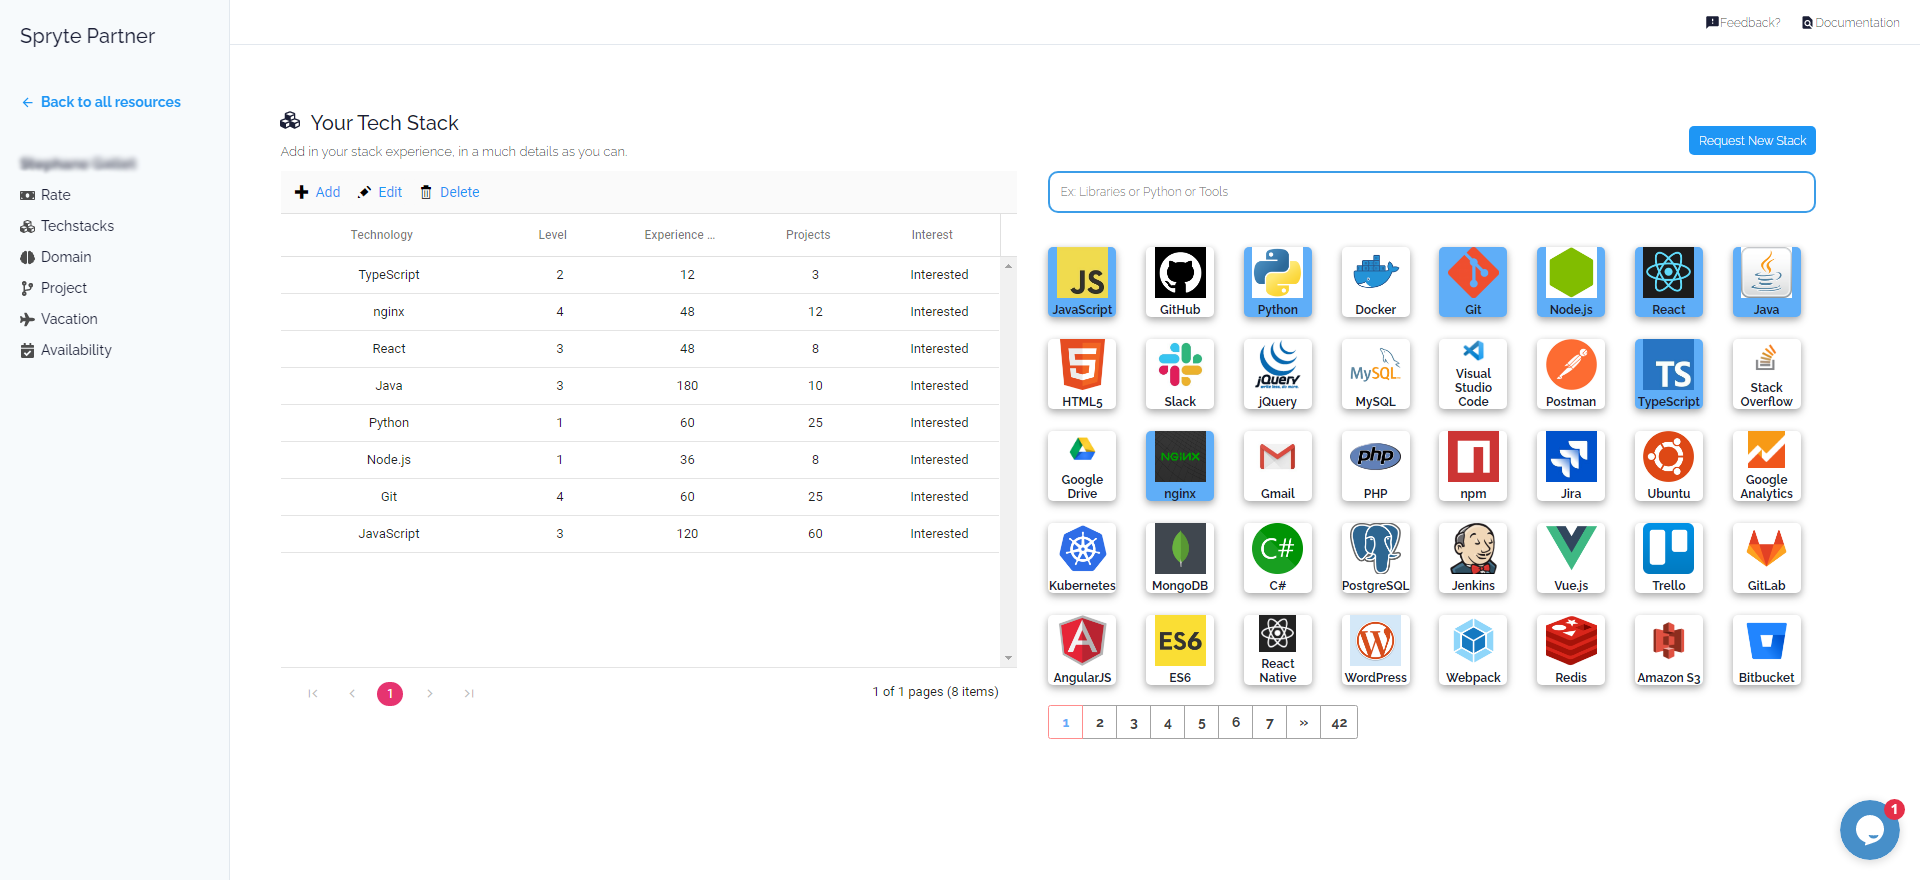 Spryte Partner
Feedback?
Documentation
Back to all resources
Rate
Techstacks
Domain
Project
Vacation
Availability
Your Tech Stack
Add in your stack experience, in a much details as you can.
Request New Stack
Add Edit Delete
Ex: Libraries or Python or Tools
Technology Level Experience ... Projects Interest
TypeScript 2 12 3 Interested
nginx 4 48 12 Interested
React 3 48 8 Interested
Java 3 180 10 Interested
Python 1 60 25 Interested
Node.js 1 36 8 Interested
Git 4 60 25 Interested
JavaScript 3 120 60 Interested
1
1 of 1 pages (8 items)
JS
JavaScript GitHub Python Docker Git Node.js React Java
5 jQuery write less, do more. MySQL TS
HTML5 Slack jQuery MySQL Visual Studio Code Postman TypeScript Stack Overflow
NGINX php
Google Drive nginx Gmail PHP npm Jira Ubuntu Google Analytics
C#
Kubernetes MongoDB C# PostgreSQL Jenkins Vue.js Trello GitLab
A ES6 W
AngularJS ES6 React Native WordPress Webpack Redis Amazon S3 Bitbucket
1 2 3 4 5 6 7 » 42
1